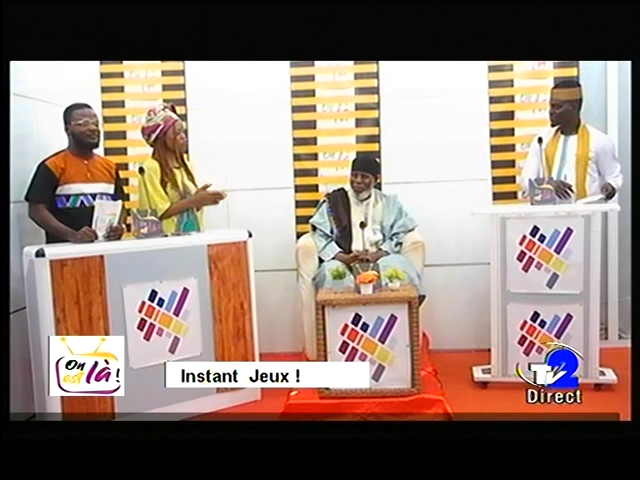 On
est là !
Instant Jeux !
TV2
Direct